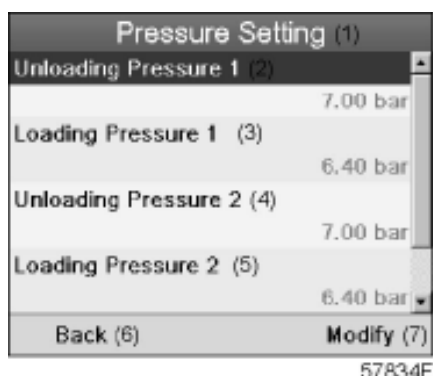 Pressure Setting (1)
Unloading Pressure 1 (2)
7.00 bar
Loading Pressure 1 (3)
6.40 bar
Unloading Pressure 2 (4)
7.00 bar
Loading Pressure 2 (5)
6.40 bar
Back (6) Modify (7)
57834F